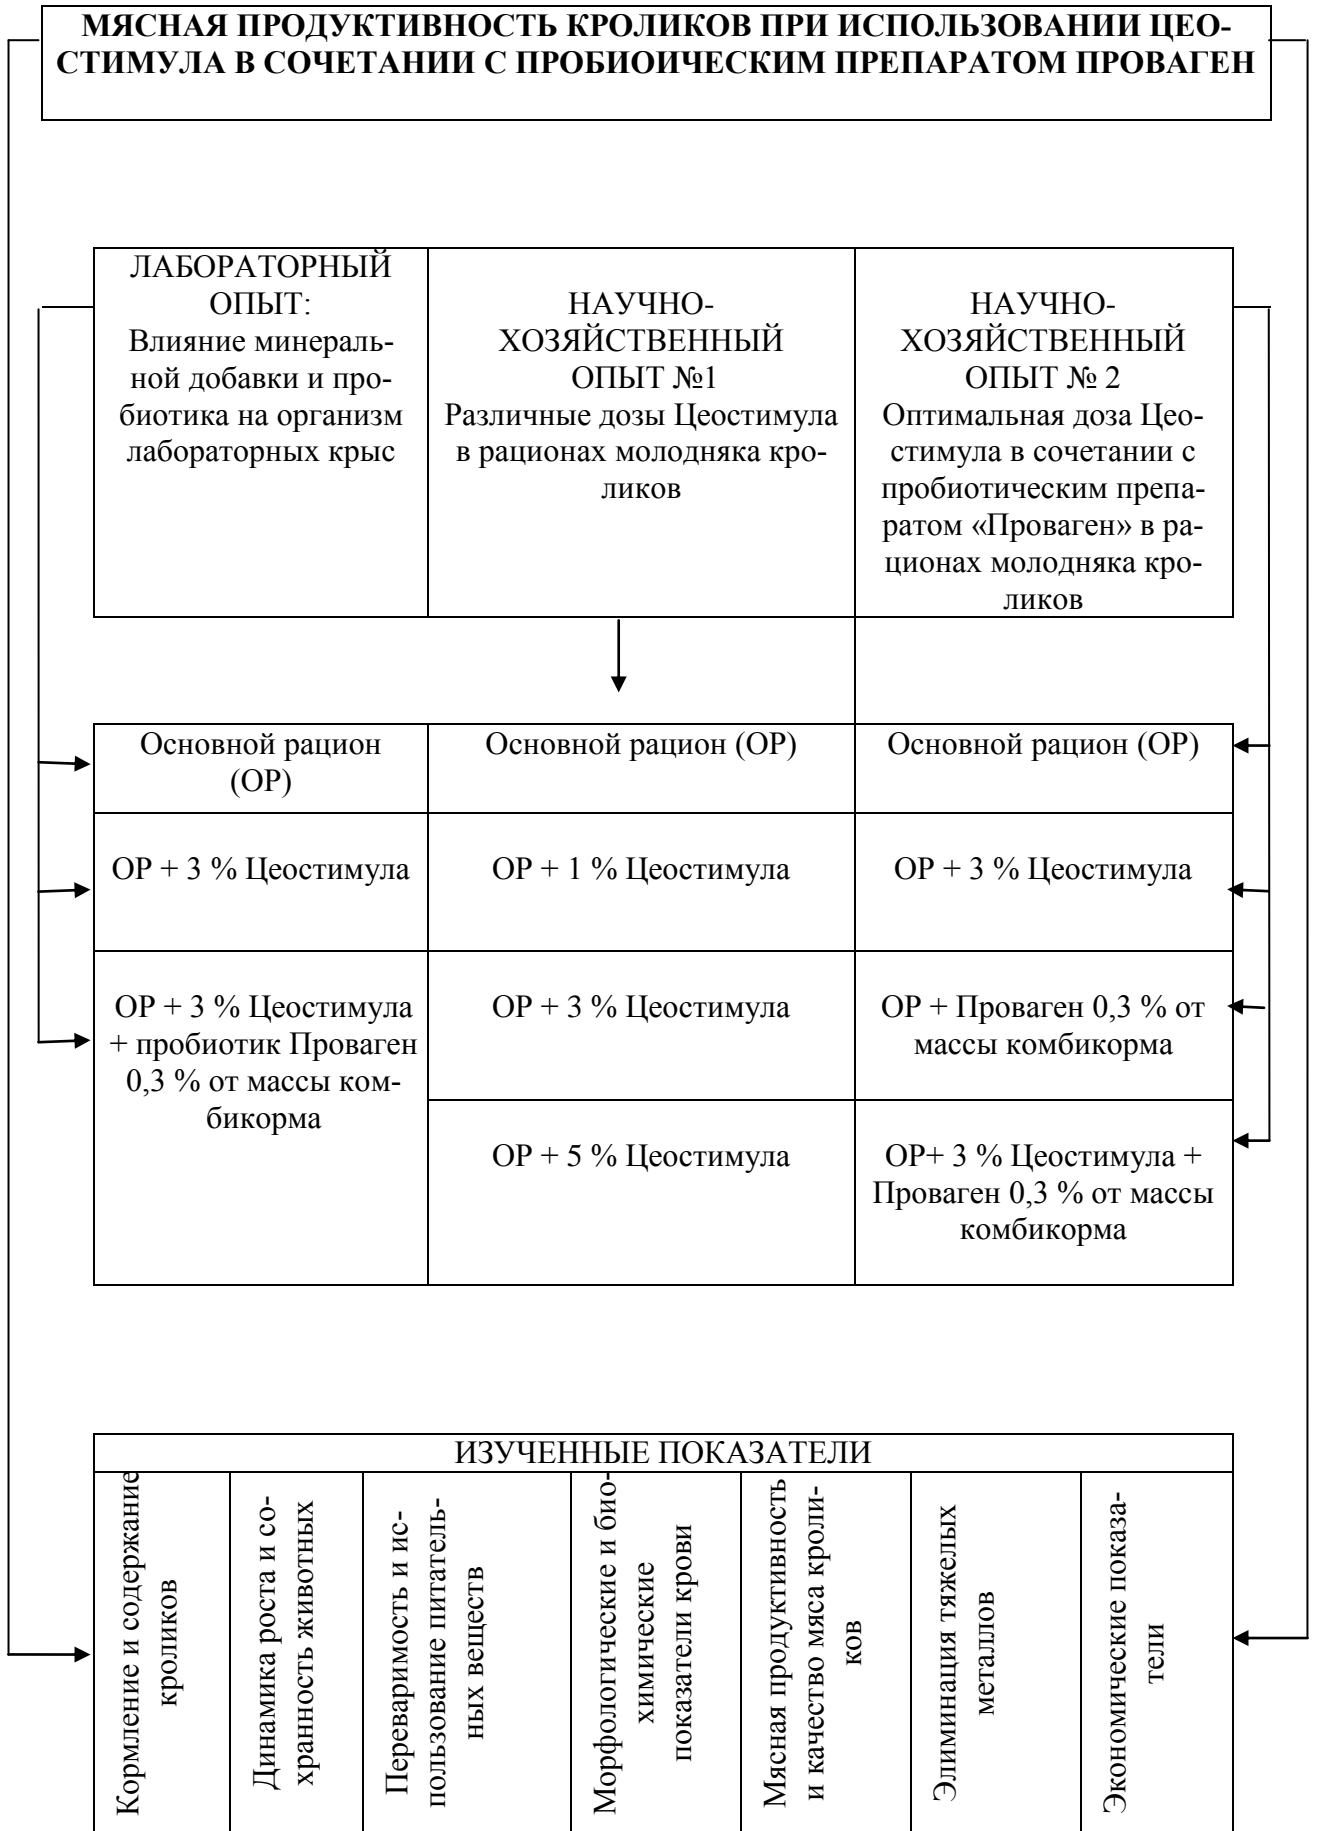 МЯСНАЯ ПРОДУКТИВНОСТЬ КРОЛИКОВ ПРИ ИСПОЛЬЗОВАНИИ ЦЕО-
СТИМУЛА В СОЧЕТАНИИ С ПРОБИОИЧЕСКИМ ПРЕПАРАТОМ ПРОВАГЕН
ЛАБОРАТОРНЫЙ
ОПЫТ:
Влияние минераль-
ной добавки и про-
биотика на организм
лабораторных крыс
НАУЧНО-
ХОЗЯЙСТВЕННЫЙ
ОПЫТ №1
Различные дозы Цеостимула
в рационах молодняка кро-
ликов
НАУЧНО-
ХОЗЯЙСТВЕННЫЙ
ОПЫТ № 2
Оптимальная доза Цео-
стимула в сочетании с
пробиотическим препа-
ратом «Проваген» в ра-
ционах молодняка кро-
ликов
Основной рацион
(ОР)
Основной рацион (ОР)
Основной рацион (ОР)
ОР + 3 % Цеостимула
ОР + 1 % Цеостимула
ОР + 3 % Цеостимула
ОР + 3 % Цеостимула
+ пробиотик Проваген
0,3 % от массы ком-
бикорма
ОР + 3 % Цеостимула
ОР + Проваген 0,3 % от
массы комбикорма
ОР + 5 % Цеостимула
ОР+ 3 % Цеостимула +
Проваген 0,3 % от массы
комбикорма
ИЗУЧЕННЫЕ ПОКАЗАТЕЛИ
Кормление и содержание
кроликов
Динамика роста и со-
хранность животных
Переваримость и ис-
пользование питатель-
ных веществ
Морфологические и био-
химические
показатели крови
Мясная продуктивность
и качество мяса кроли-
ков
Элиминация тяжелых
металлов
Экономические показа-
тели